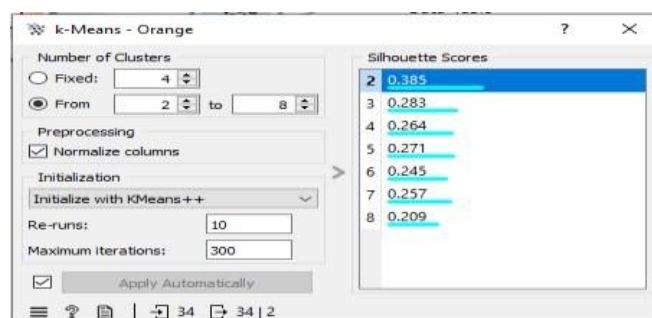 k-Means - Orange ? ×
Number of Clusters
Fixed: 4
From 2 to 8
Preprocessing
Normalize columns
Initialization
Initialize with KMeans++
Re-runs: 10
Maximum iterations: 300
Apply Automatically
? 34 34 | 2
Silhouette Scores
2 0.385
3 0.283
4 0.264
5 0.271
6 0.245
7 0.257
8 0.209